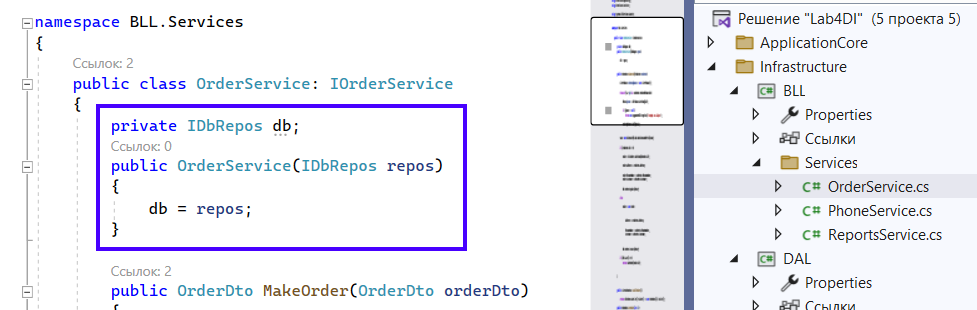 namespace BLL.Services
{
Ссылок: 2
public class OrderService: IOrderService
{
private IDbRepos db;
Ссылок: 0
public OrderService(IDbRepos repos)
{
db = repos;
}
Ссылок: 2
public OrderDto MakeOrder(OrderDto orderDto)
{
Решение "Lab4DI" (5 проекта 5)
ApplicationCore
Infrastructure
C# BLL
Properties
Ссылки
Services
C# OrderService.cs
C# PhoneService.cs
C# ReportsService.cs
C# DAL
Properties
Ссылки